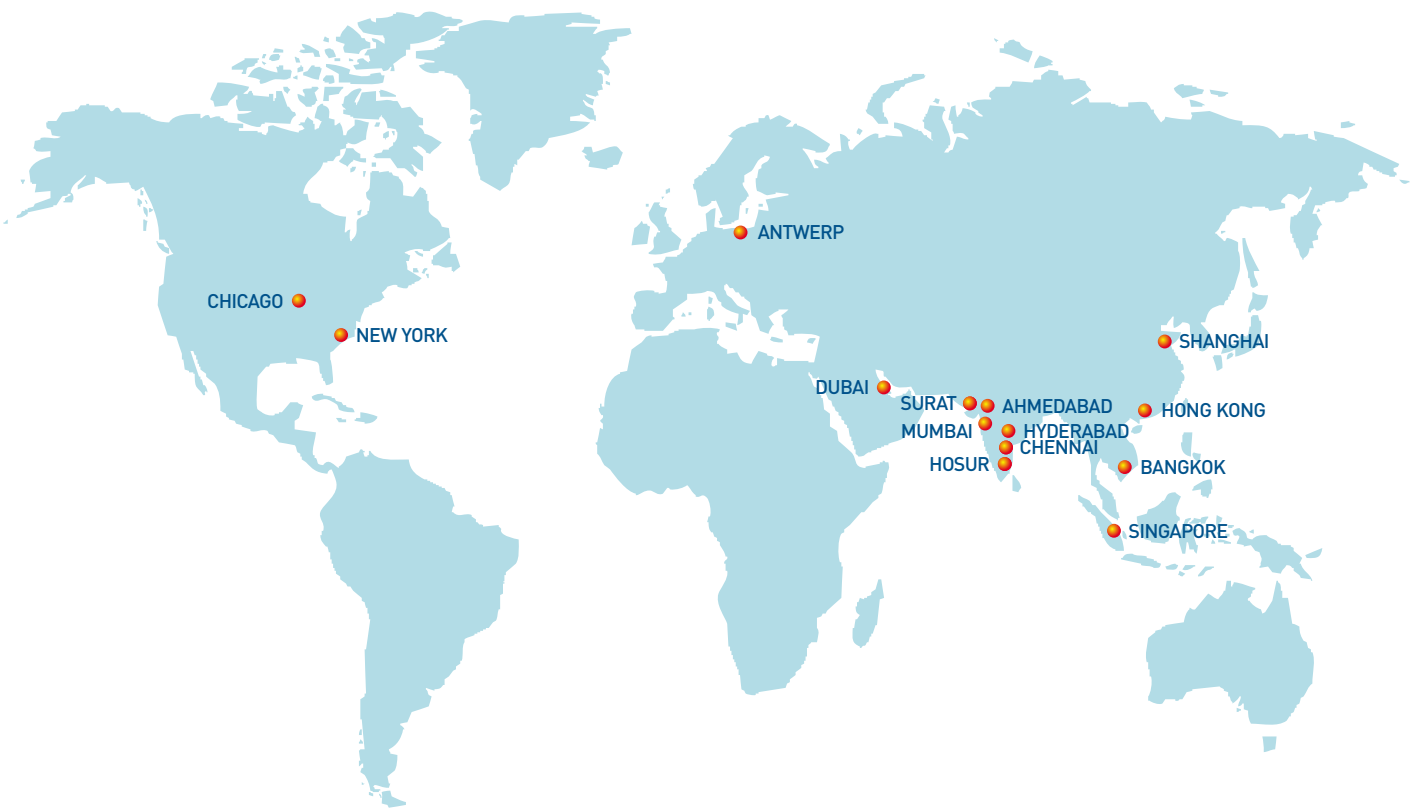 ANTWERP
CHICAGO
NEW YORK
SHANGHAI
DUBAI
SURAT
AHMEDABAD
HONG KONG
MUMBAI
HYDERABAD
CHENNAI
HOSUR
BANGKOK
SINGAPORE